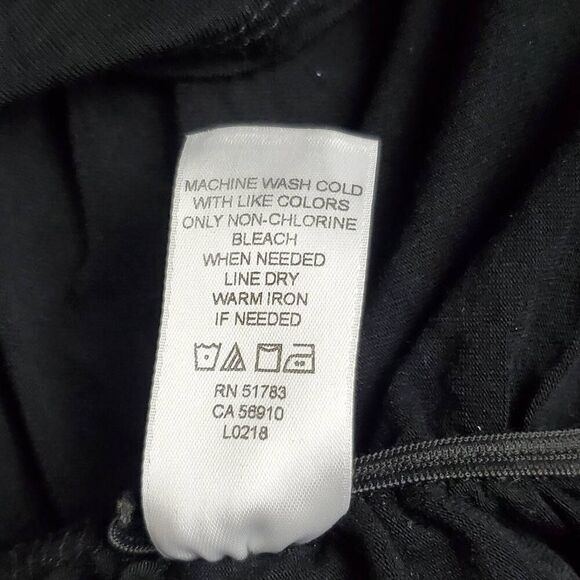 MACHINE WASH COLD
WITH LIKE COLORS
ONLY NON-CHLORINE
BLEACH
WHEN NEEDED
LINE DRY
WARM IRON
IF NEEDED
RN 51783
CA 56910
L0218